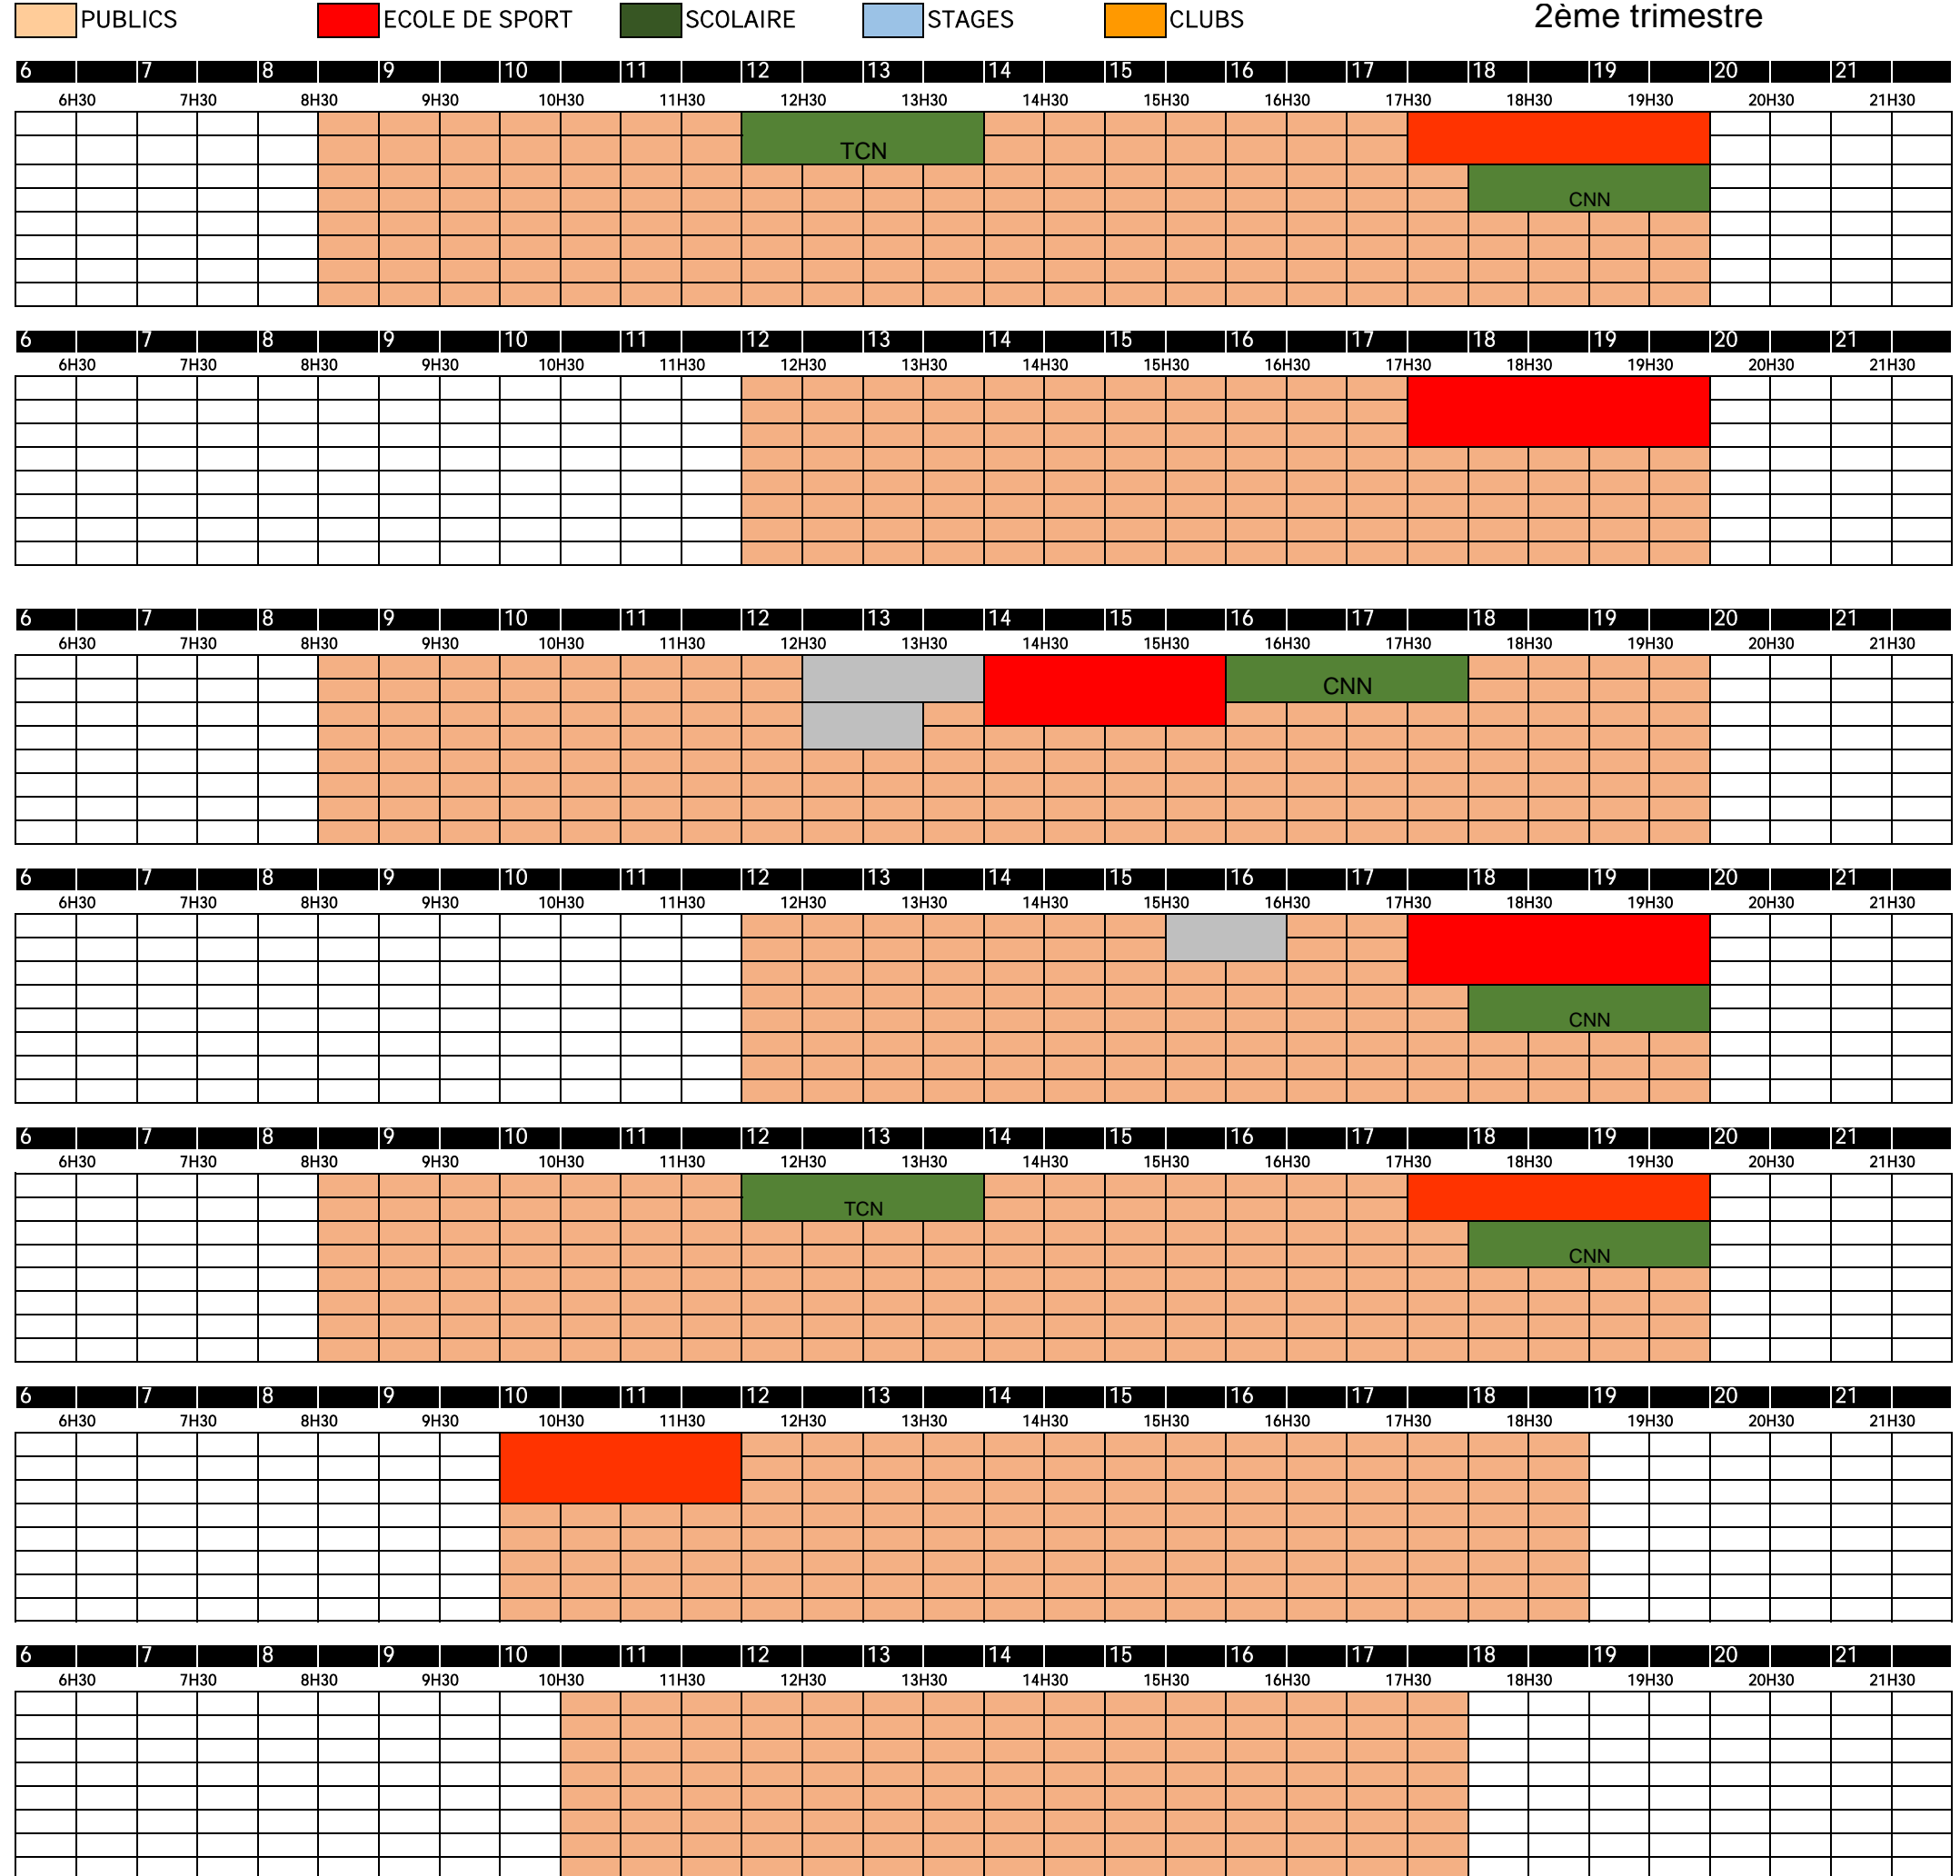 PUBLICS ECOLE DE SPORT SCOLAIRE STAGES CLUBS 2ème trimestre
6 7 8 9 10 11 12 13 14 15 16 17 18 19 20 21
6H30 7H30 8H30 9H30 10H30 11H30 12H30 13H30 14H30 15H30 16H30 17H30 18H30 19H30 20H30 21H30
TCN
CNN
6 7 8 9 10 11 12 13 14 15 16 17 18 19 20 21
6H30 7H30 8H30 9H30 10H30 11H30 12H30 13H30 14H30 15H30 16H30 17H30 18H30 19H30 20H30 21H30
6 7 8 9 10 11 12 13 14 15 16 17 18 19 20 21
6H30 7H30 8H30 9H30 10H30 11H30 12H30 13H30 14H30 15H30 16H30 17H30 18H30 19H30 20H30 21H30
CNN
6 7 8 9 10 11 12 13 14 15 16 17 18 19 20 21
6H30 7H30 8H30 9H30 10H30 11H30 12H30 13H30 14H30 15H30 16H30 17H30 18H30 19H30 20H30 21H30
CNN
6 7 8 9 10 11 12 13 14 15 16 17 18 19 20 21
6H30 7H30 8H30 9H30 10H30 11H30 12H30 13H30 14H30 15H30 16H30 17H30 18H30 19H30 20H30 21H30
TCN
CNN
6 7 8 9 10 11 12 13 14 15 16 17 18 19 20 21
6H30 7H30 8H30 9H30 10H30 11H30 12H30 13H30 14H30 15H30 16H30 17H30 18H30 19H30 20H30 21H30
6 7 8 9 10 11 12 13 14 15 16 17 18 19 20 21
6H30 7H30 8H30 9H30 10H30 11H30 12H30 13H30 14H30 15H30 16H30 17H30 18H30 19H30 20H30 21H30